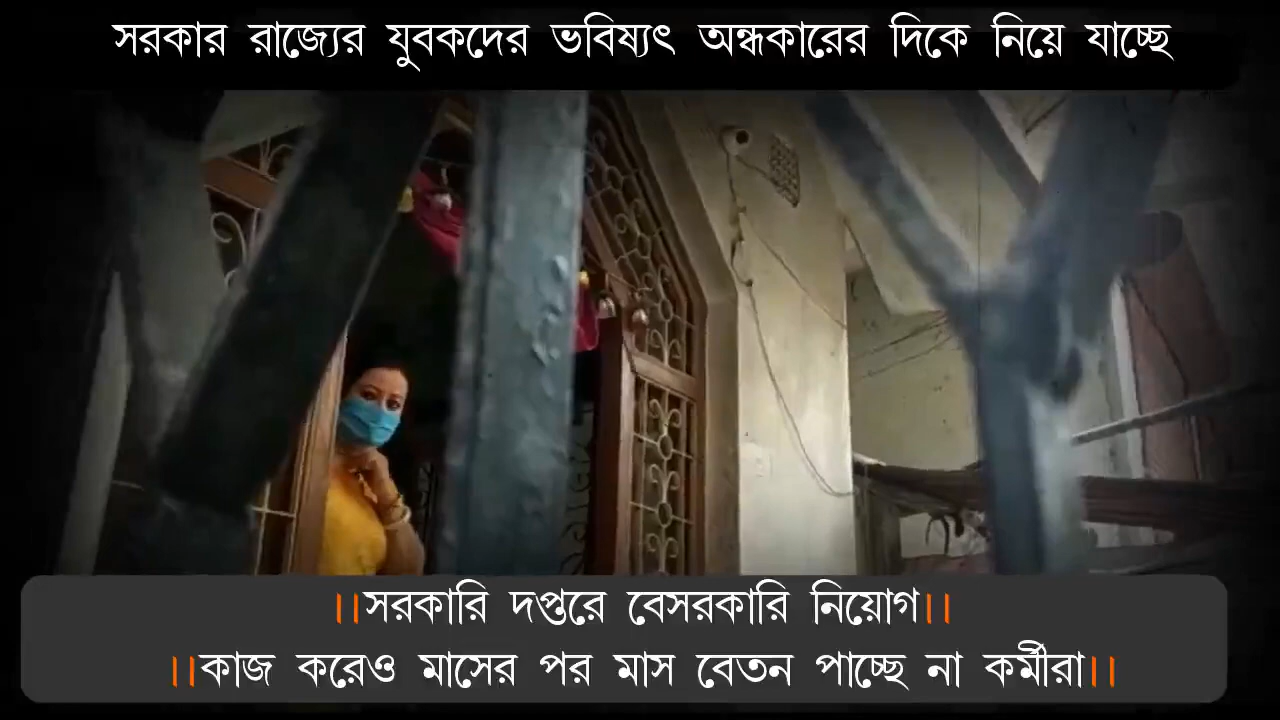 সরকার রাজ্যের যুবকদের ভবিষ্যৎ অন্ধকারের দিকে নিয়ে যাচ্ছে
।।সরকারি দপ্তরে বেসরকারি নিয়োগ।।
।।কাজ করেও মাসের পর মাস বেতন পাচ্ছে না কর্মীরা।।